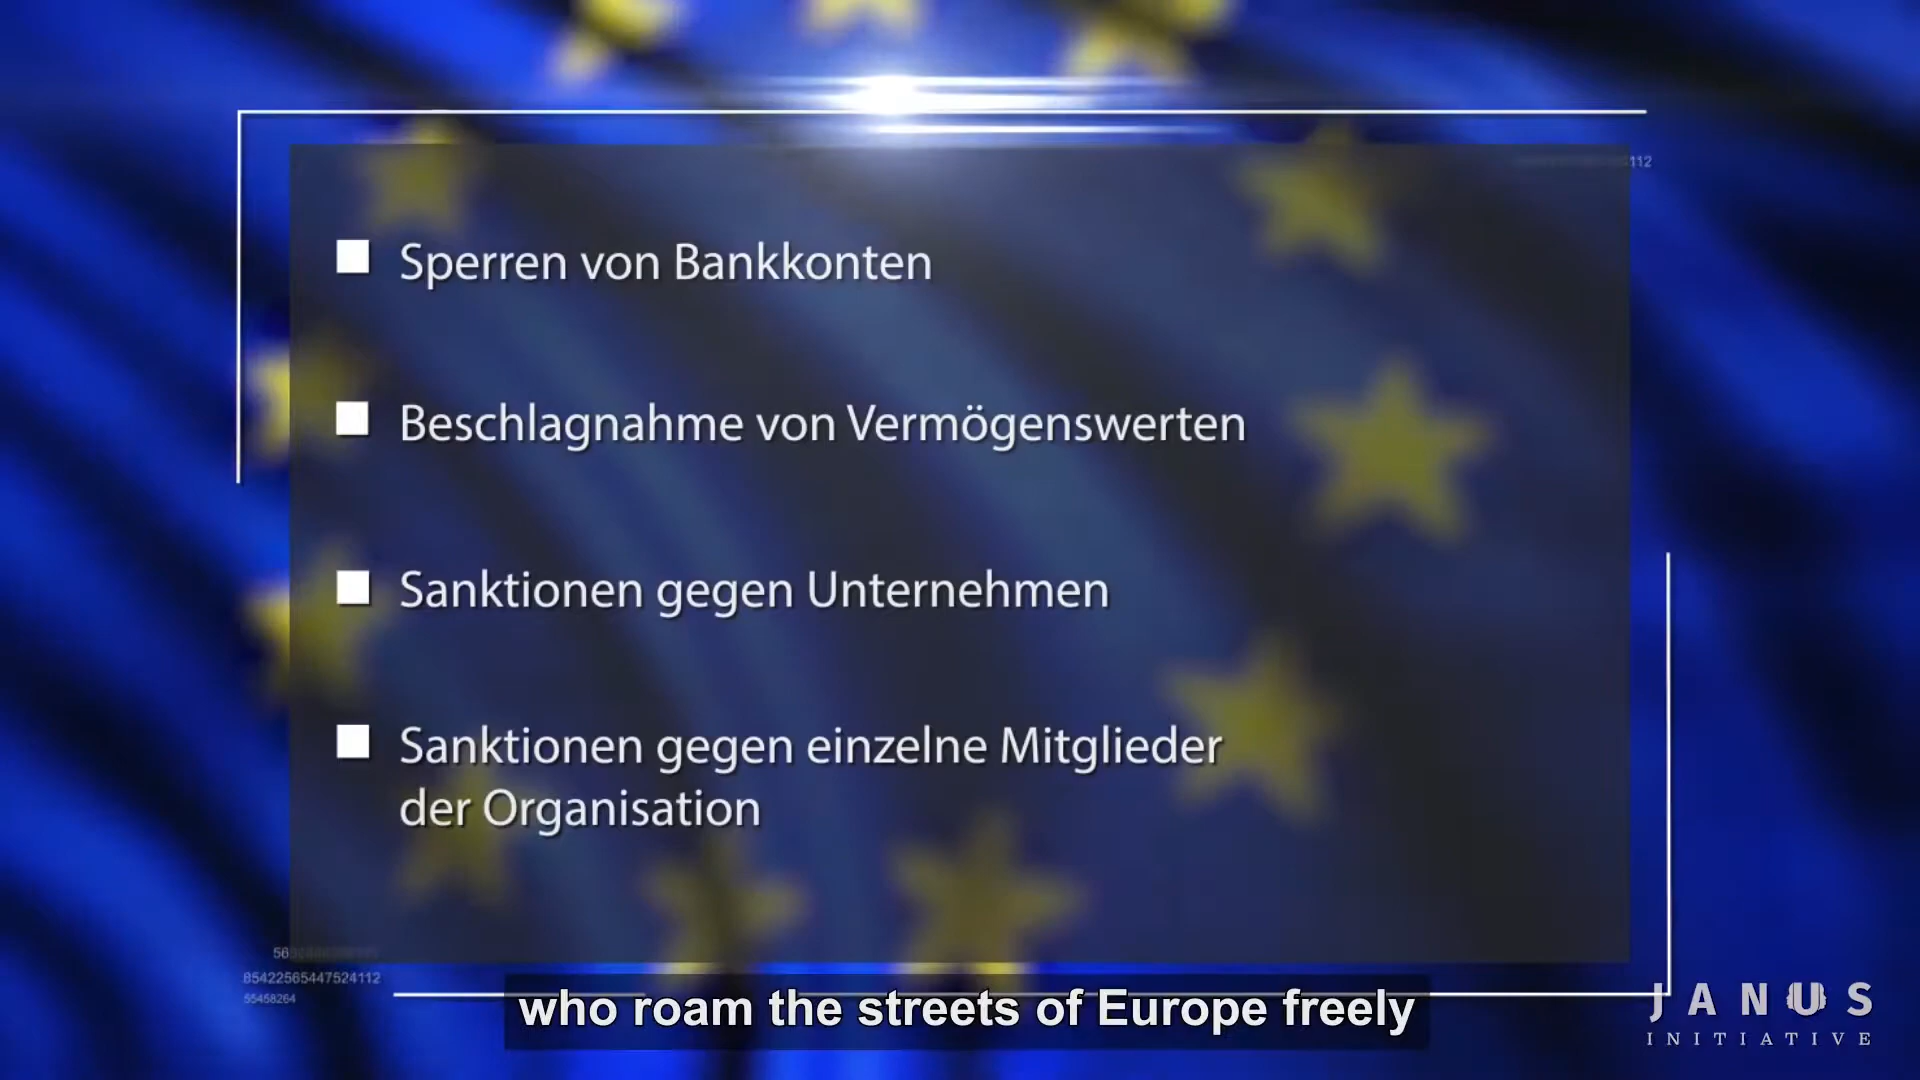 112
Sperren von Bankkonten
Beschlagnahme von Vermögenswerten
Sanktionen gegen Unternehmen
Sanktionen gegen einzelne Mitglieder
der Organisation
85422565447524112
55458264
who roam the streets of Europe freely
JANUS
INITIATIVE